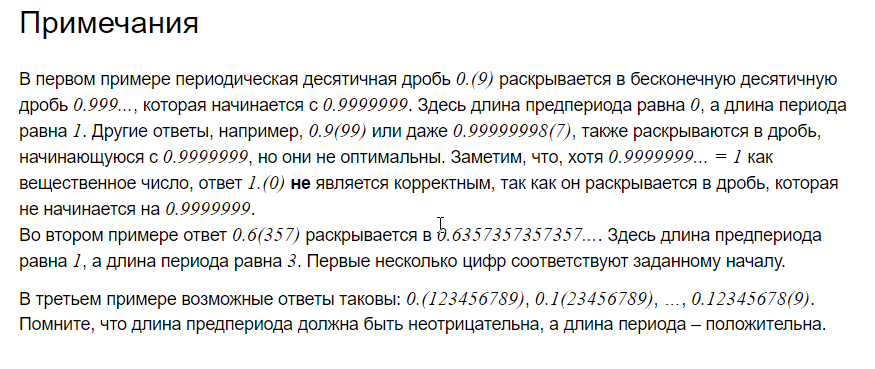 Примечания
В первом примере периодическая десятичная дробь 0.(9) раскрывается в бесконечную десятичную
дробь 0.999..., которая начинается с 0.9999999. Здесь длина предпериода равна 0, а длина периода
равна 1. Другие ответы, например, 0.9(99) или даже 0.99999998(7), также раскрываются в дробь,
начинающуюся с 0.9999999, но они не оптимальны. Заметим, что, хотя 0.9999999... = 1 как
вещественное число, ответ 1.(0) не является корректным, так как он раскрывается в дробь, которая
не начинается на 0.9999999.
Во втором примере ответ 0.6(357) раскрывается в 0.6357357357357.... Здесь длина предпериода
равна 1, а длина периода равна 3. Первые несколько цифр соответствуют заданному началу.
В третьем примере возможные ответы таковы: 0.(123456789), 0.1(23456789), ..., 0.12345678(9).
Помните, что длина предпериода должна быть неотрицательна, а длина периода – положительна.